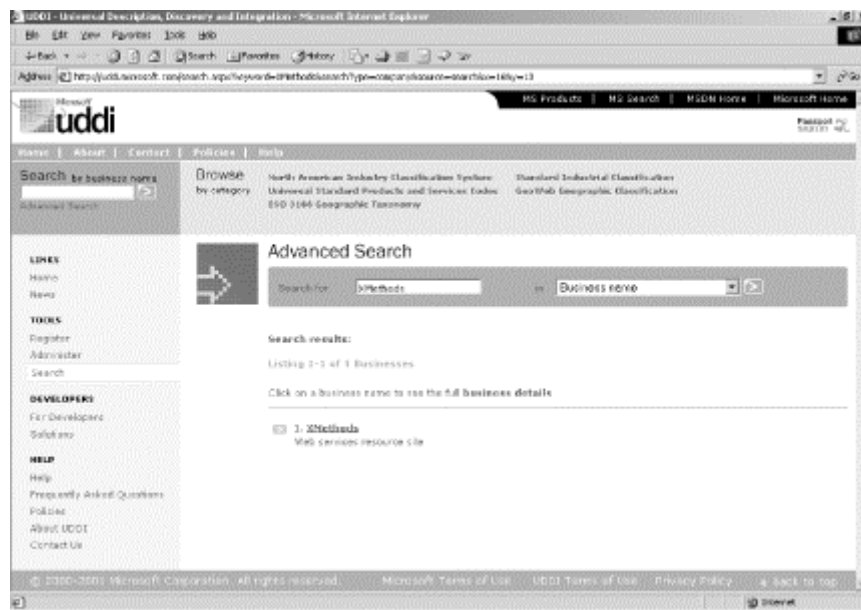 UDDI - Universal Description, Discovery and Integration - Microsoft Internet Explorer
File Edit View Favorites Tools Help
Back Search Favorites History
Address
MS Products | MS Search | MSDN Home | Microsoft Home
Microsoft
uddi
Passport
Home | About | Contact | Policies | Help
Search by business name
Advanced Search
Browse
by category
North American Industry Classification System
Universal Standard Products and Services Codes
ISO 3166 Geographic Taxonomy
Standard Industrial Classification
GeoWeb Geographic Classification
LINKS
Home
News
TOOLS
Register
Administer
Search
DEVELOPERS
For Developers
Solutions
HELP
Help
Frequently Asked Questions
Policies
About UDDI
Contact Us
Advanced Search
Search for XMethods in Business name
Search results:
Listing 1-1 of 1 Businesses
Click on a business name to see the full business details
1. XMethods
Web services resource site
© 2000-2001 Microsoft Corporation. All rights reserved. Microsoft Terms of Use UDDI Terms of Use Privacy Policy Back to top
Internet